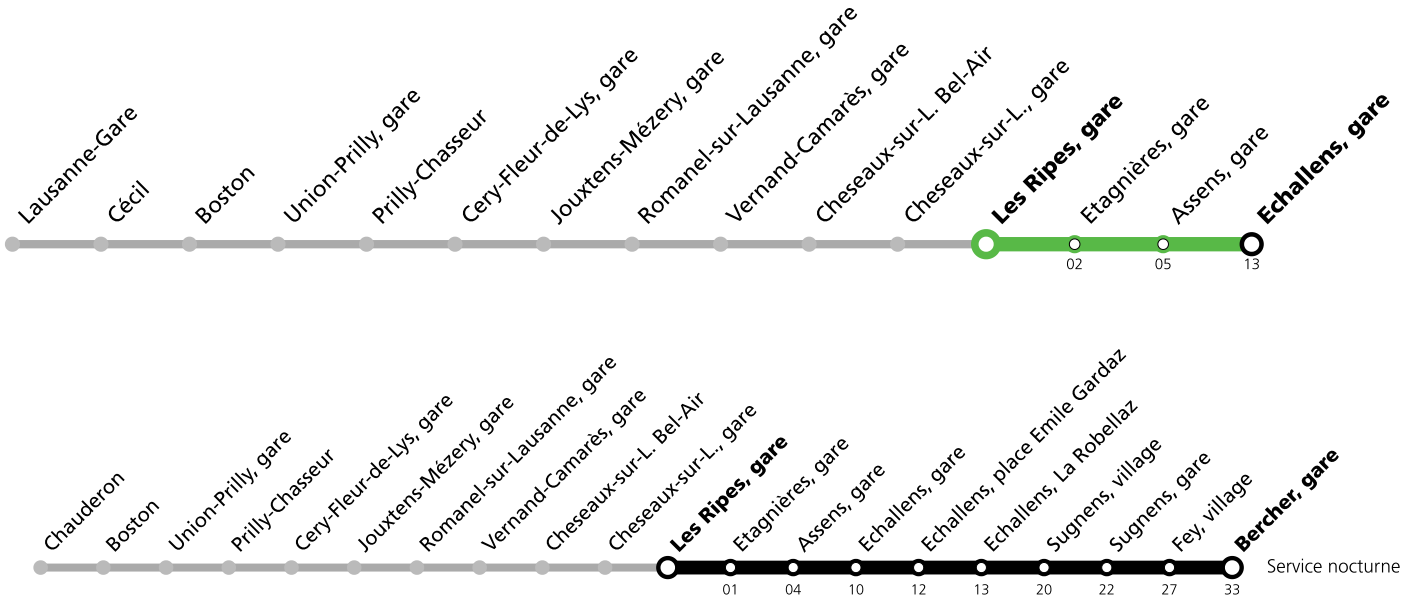 Lausanne-Gare
Cécil
Boston
Union-Prilly, gare
Prilly-Chasseur
Cery-Fleur-de-Lys, gare
Jouxtens-Mézery, gare
Romanel-sur-Lausanne, gare
Vernand-Camarès, gare
Cheseaux-sur-L. Bel-Air
Cheseaux-sur-L., gare
Les Ripes, gare
Etagnières, gare
Assens, gare
Echallens, gare
02 05 13
Chauderon
Boston
Union-Prilly, gare
Prilly-Chasseur
Cery-Fleur-de-Lys, gare
Jouxtens-Mézery, gare
Romanel-sur-Lausanne, gare
Vernand-Camarès, gare
Cheseaux-sur-L. Bel-Air
Cheseaux-sur-L., gare
Les Ripes, gare
Etagnières, gare
Assens, gare
Echallens, gare
Echallens, place Emile Gardaz
Echallens, La Robellaz
Sugnens, village
Sugnens, gare
Fey, village
Bercher, gare
Service nocturne
01 04 10 12 13 20 22 27 33